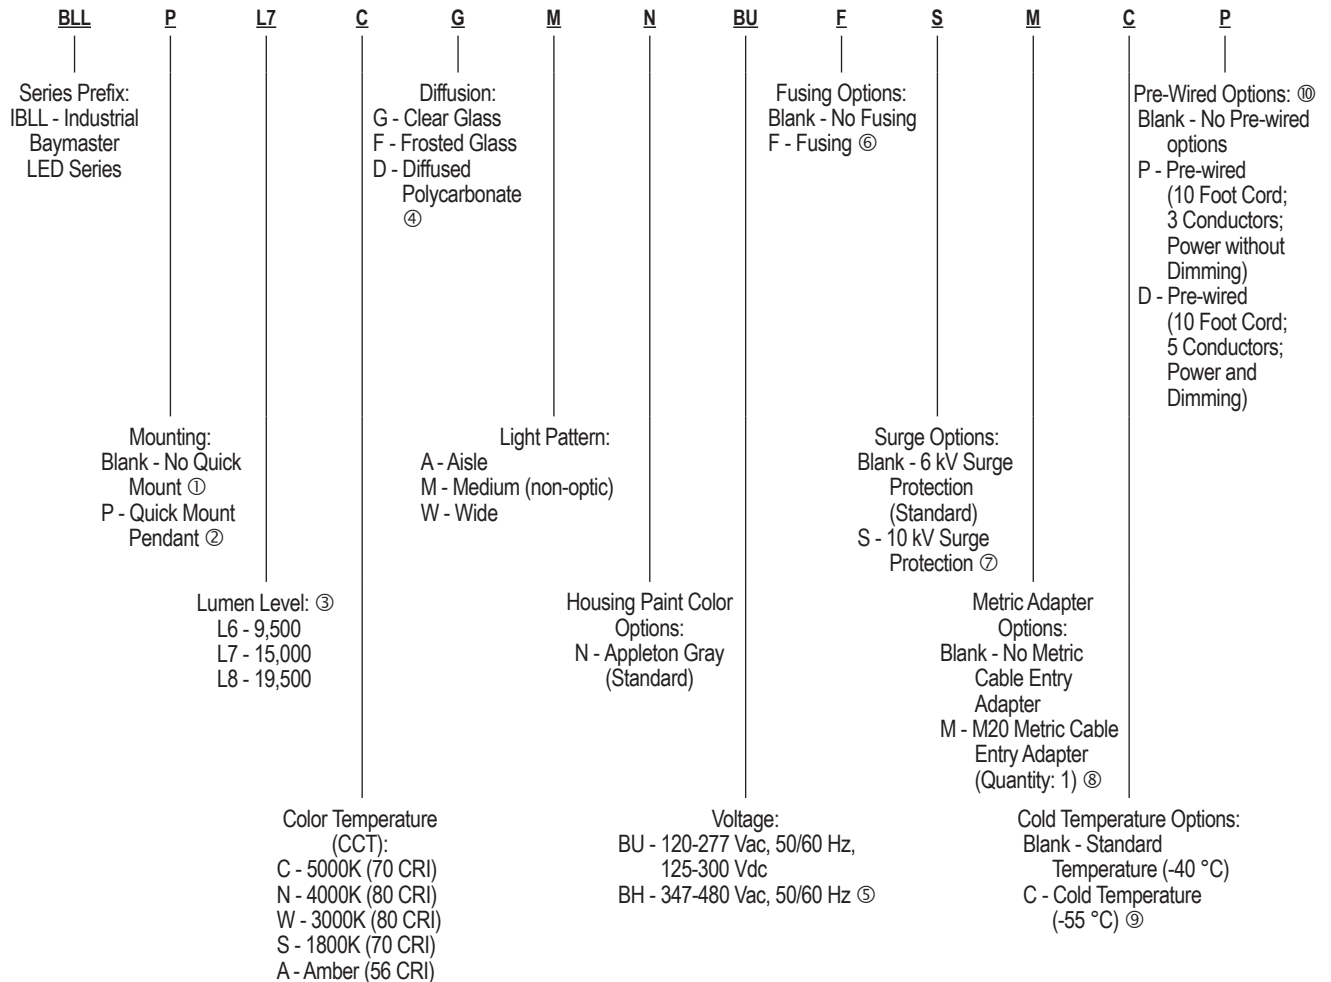 BLL P L7 C G M N BU F S M C P
Series Prefix:
IBLL - Industrial
Baymaster
LED Series
Diffusion:
G - Clear Glass
F - Frosted Glass
D - Diffused
Polycarbonate
④
Fusing Options:
Blank - No Fusing
F - Fusing ⑥
Pre-Wired Options: ⑩
Blank - No Pre-wired
options
P - Pre-wired
(10 Foot Cord;
3 Conductors;
Power without
Dimming)
D - Pre-wired
(10 Foot Cord;
5 Conductors;
Power and
Dimming)
Mounting:
Blank - No Quick
Mount ①
P - Quick Mount
Pendant ②
Light Pattern:
A - Aisle
M - Medium (non-optic)
W - Wide
Surge Options:
Blank - 6 kV Surge
Protection
(Standard)
S - 10 kV Surge
Protection ⑦
Lumen Level: ③
L6 - 9,500
L7 - 15,000
L8 - 19,500
Housing Paint Color
Options:
N - Appleton Gray
(Standard)
Metric Adapter
Options:
Blank - No Metric
Cable Entry
Adapter
M - M20 Metric Cable
Entry Adapter
(Quantity: 1) ⑧
Color Temperature
(CCT):
C - 5000K (70 CRI)
N - 4000K (80 CRI)
W - 3000K (80 CRI)
S - 1800K (70 CRI)
A - Amber (56 CRI)
Voltage:
BU - 120-277 Vac, 50/60 Hz,
125-300 Vdc
BH - 347-480 Vac, 50/60 Hz ⑤
Cold Temperature Options:
Blank - Standard
Temperature (-40 °C)
C - Cold Temperature
(-55 °C) ⑨